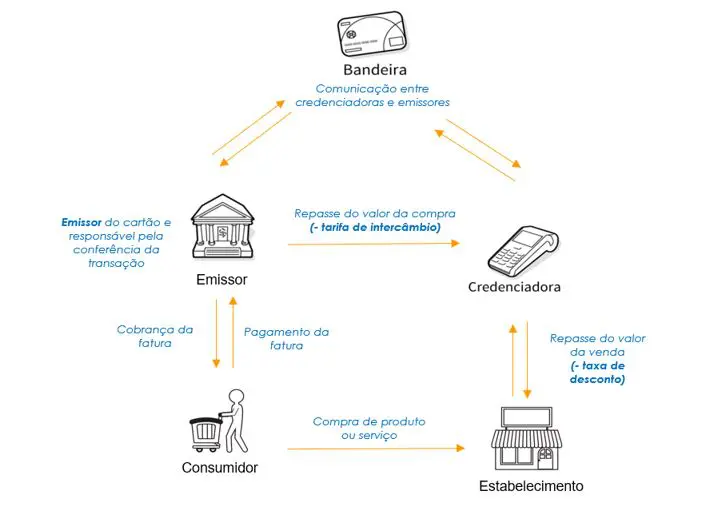 Bandeira
Comunicação entre
credenciadoras e emissores
Emissor do cartão e
responsável pela
conferência da
transação
Emissor
Repasse do valor da compra
(- tarifa de intercâmbio)
Credenciadora
Cobrança da
fatura
Pagamento da
fatura
Repasse do valor
da venda
(- taxa de
desconto)
Consumidor
Compra de produto
ou serviço
Estabelecimento